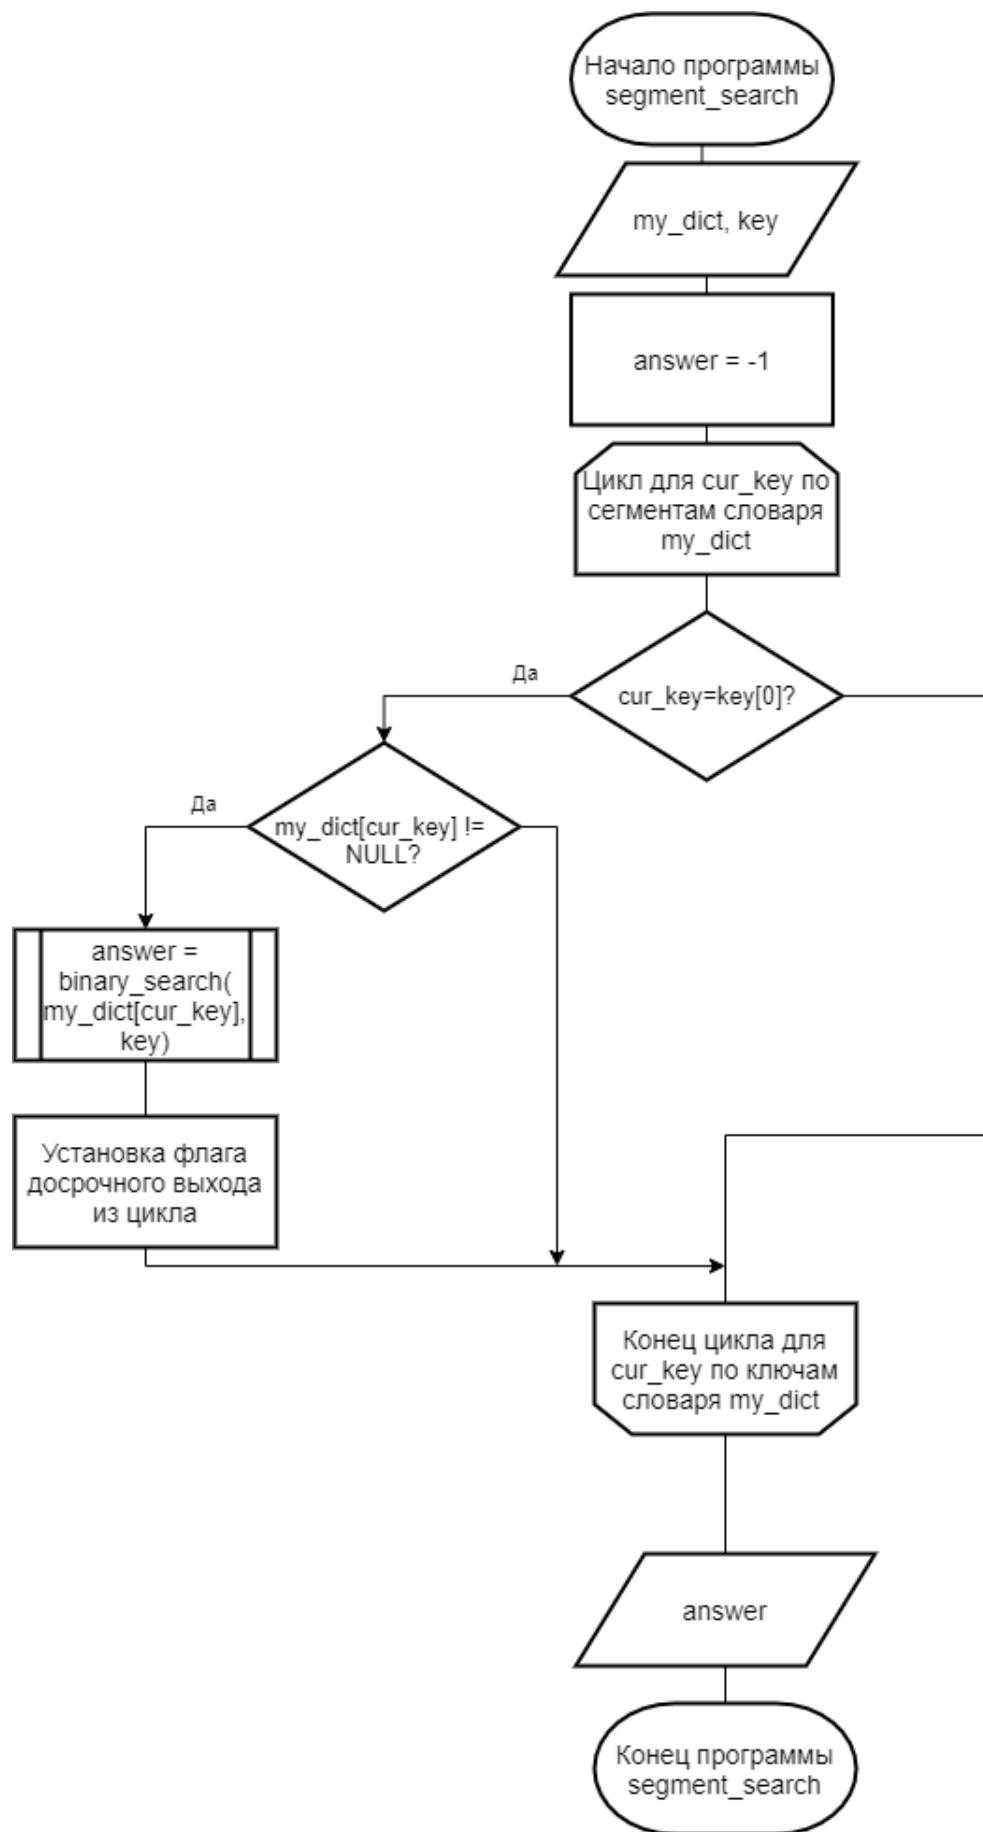 Начало программы
segment_search
my_dict, key
answer = -1
Цикл для cur_key по
сегментам словаря
my_dict
Да
cur_key=key[0]?
Да
my_dict[cur_key] !=
NULL?
answer =
binary_search(
my_dict[cur_key],
key)
Установка флага
досрочного выхода
из цикла
Конец цикла для
cur_key по ключам
словаря my_dict
answer
Конец программы
segment_search